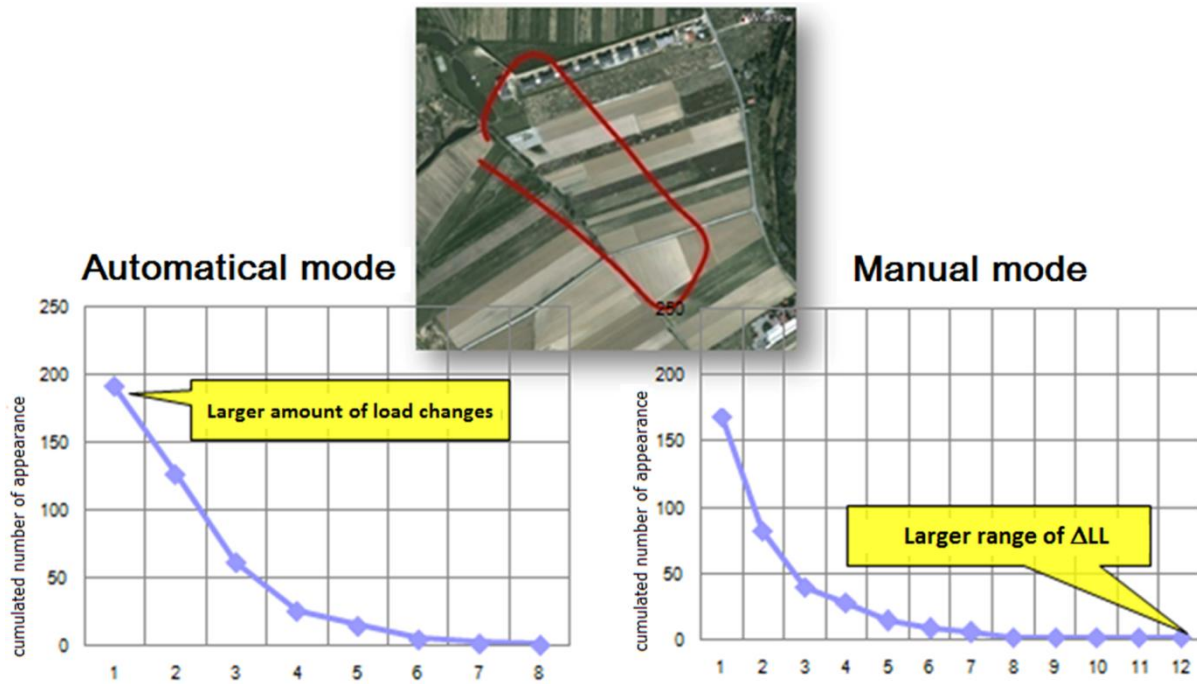 Automatical mode
Manual mode
250
200
150
100
50
0
cumulated number of appearance
Larger amount of load changes
1 2 3 4 5 6 7 8
250
200
150
100
50
0
cumulated number of appearance
Larger range of ΔLL
1 2 3 4 5 6 7 8 9 10 11 12